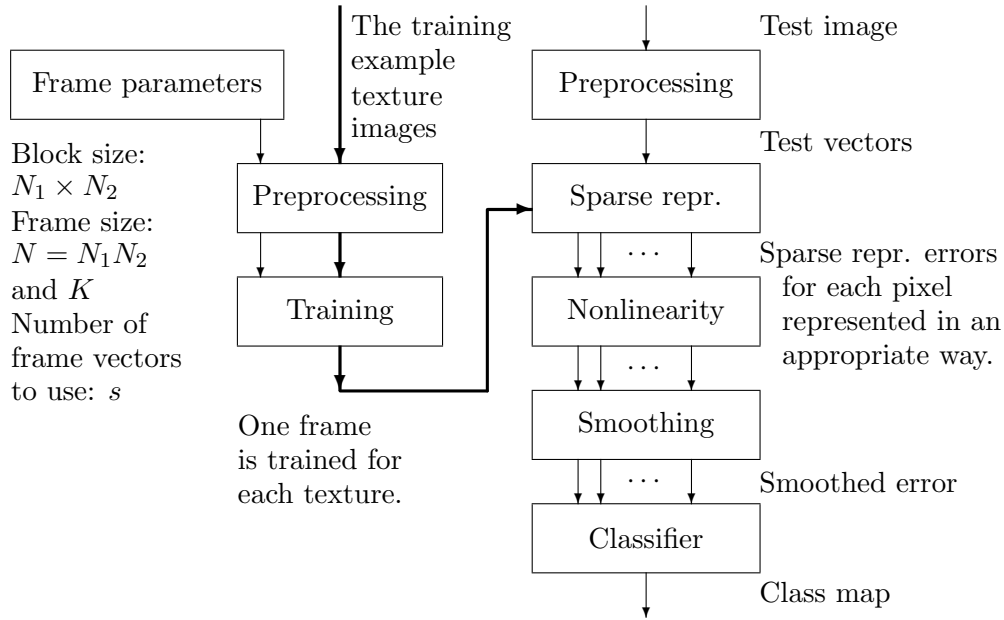 Frame parameters
Block size:
N₁ × N₂
Frame size:
N = N₁N₂
and K
Number of
frame vectors
to use: s
The training
example
texture
images
Preprocessing
Training
One frame
is trained for
each texture.
Test image
Preprocessing
Test vectors
Sparse repr.
...
Sparse repr. errors
for each pixel
represented in an
appropriate way.
Nonlinearity
...
Smoothing
...
Smoothed error
Classifier
Class map